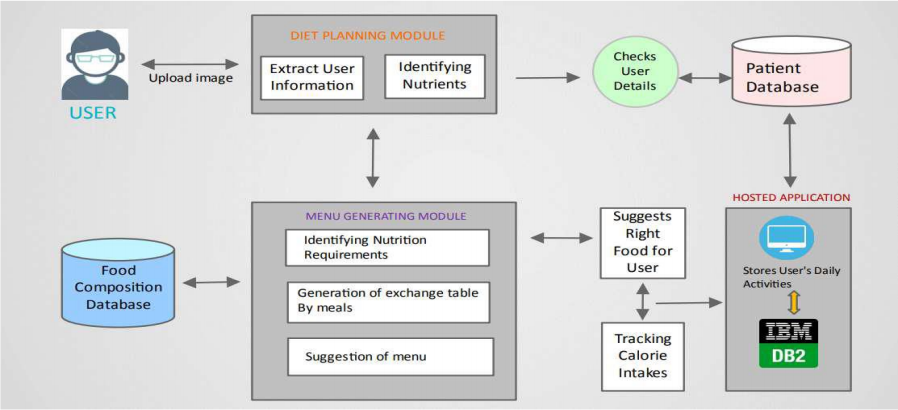 DIET PLANNING MODULE
Extract User
Information
Identifying
Nutrients
Upload image
USER
Checks
User
Details
Patient
Database
MENU GENERATING MODULE
Identifying Nutrition
Requirements
Generation of exchange table
By meals
Suggestion of menu
Food
Composition
Database
Suggests
Right
Food for
User
Tracking
Calorie
Intakes
HOSTED APPLICATION
Stores User's Daily
Activities
IBM
DB2